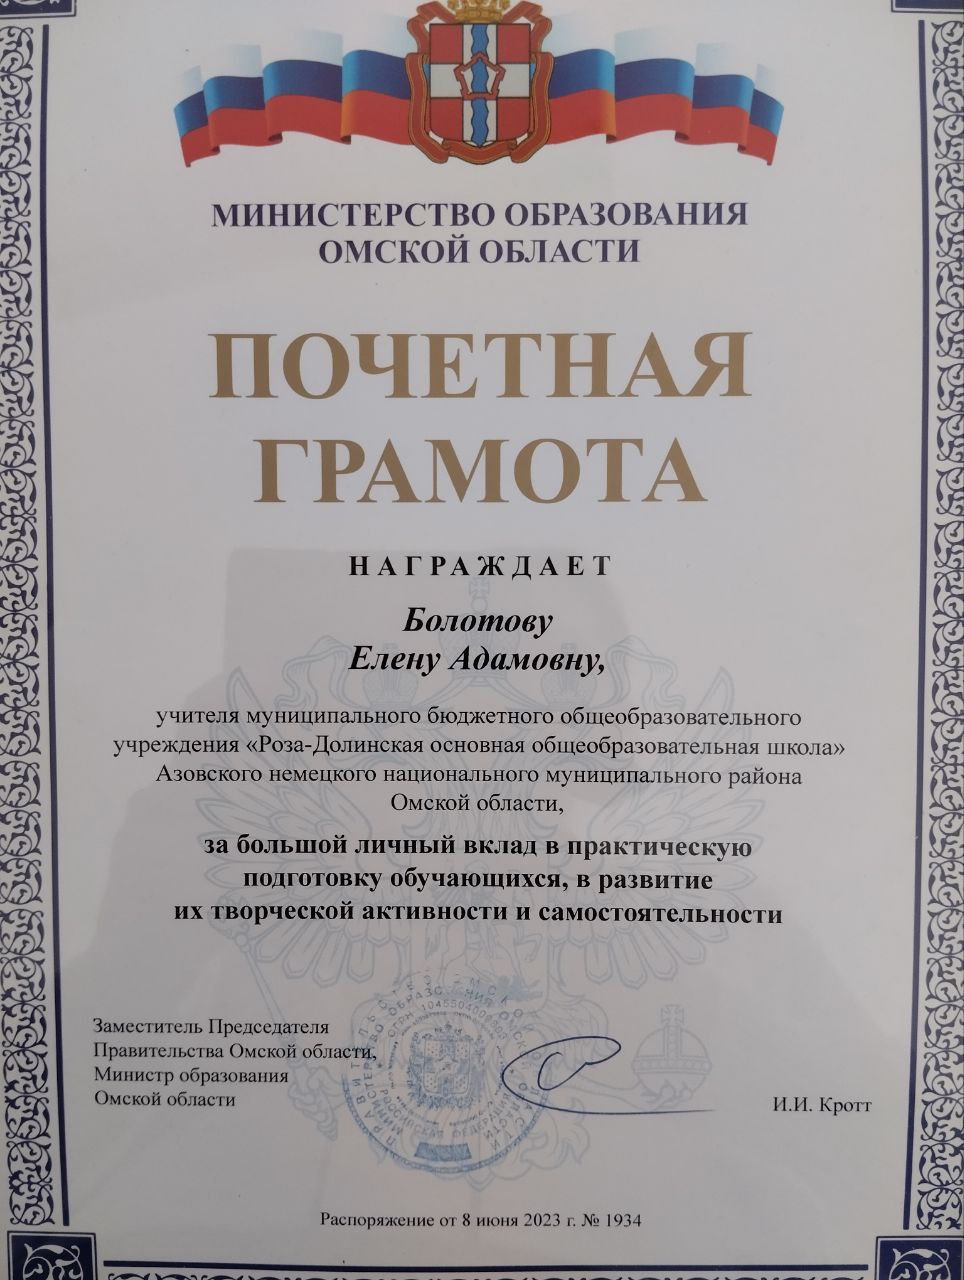 МИНИСТЕРСТВО ОБРАЗОВАНИЯ
ОМСКОЙ ОБЛАСТИ
ПОЧЕТНАЯ
ГРАМОТА
НАГРАЖДАЕТ
Болотову
Елену Адамовну,
учителя муниципального бюджетного общеобразовательного
учреждения «Роза-Долинская основная общеобразовательная школа»
Азовского немецкого национального муниципального района
Омской области,
за большой личный вклад в практическую
подготовку обучающихся, в развитие
их творческой активности и самостоятельности
Заместитель Председателя
Правительства Омской области,
Министр образования
Омской области
И.И. Кротт
Распоряжение от 8 июня 2023 г. № 1934